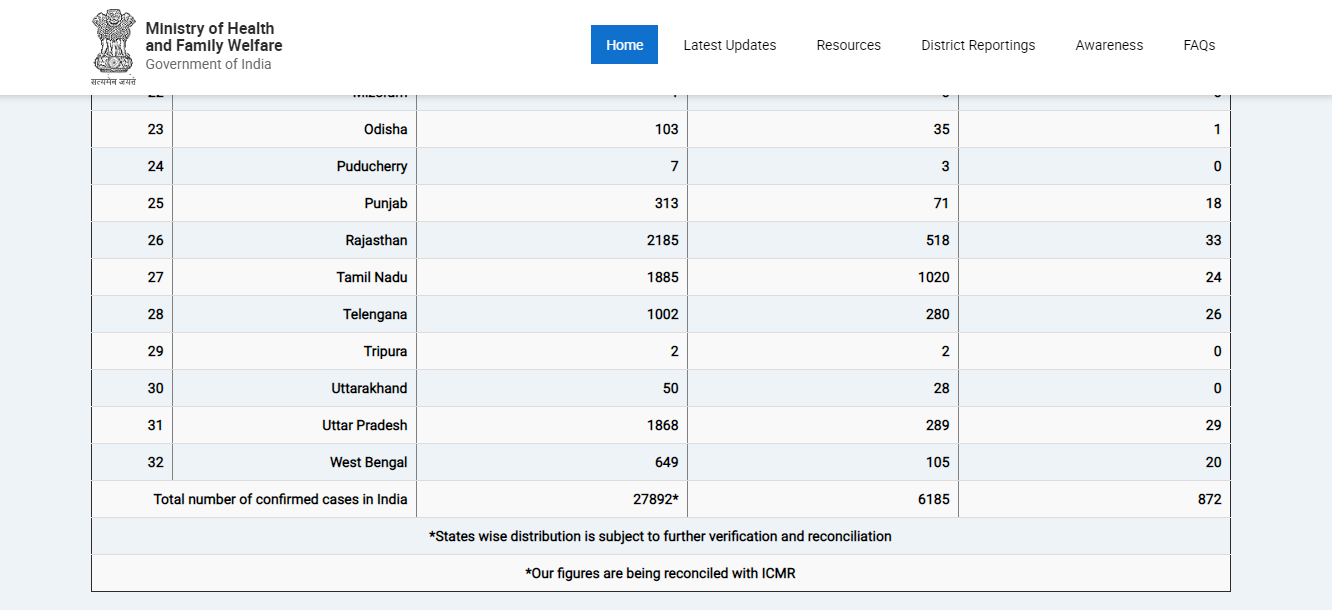 Ministry of Health
and Family Welfare
Government of India
सत्यमेव जयते
Home Latest Updates Resources District Reportings Awareness FAQs
23 Odisha 103 35 1
24 Puducherry 7 3 0
25 Punjab 313 71 18
26 Rajasthan 2185 518 33
27 Tamil Nadu 1885 1020 24
28 Telengana 1002 280 26
29 Tripura 2 2 0
30 Uttarakhand 50 28 0
31 Uttar Pradesh 1868 289 29
32 West Bengal 649 105 20
Total number of confirmed cases in India 27892* 6185 872
*States wise distribution is subject to further verification and reconciliation
*Our figures are being reconciled with ICMR